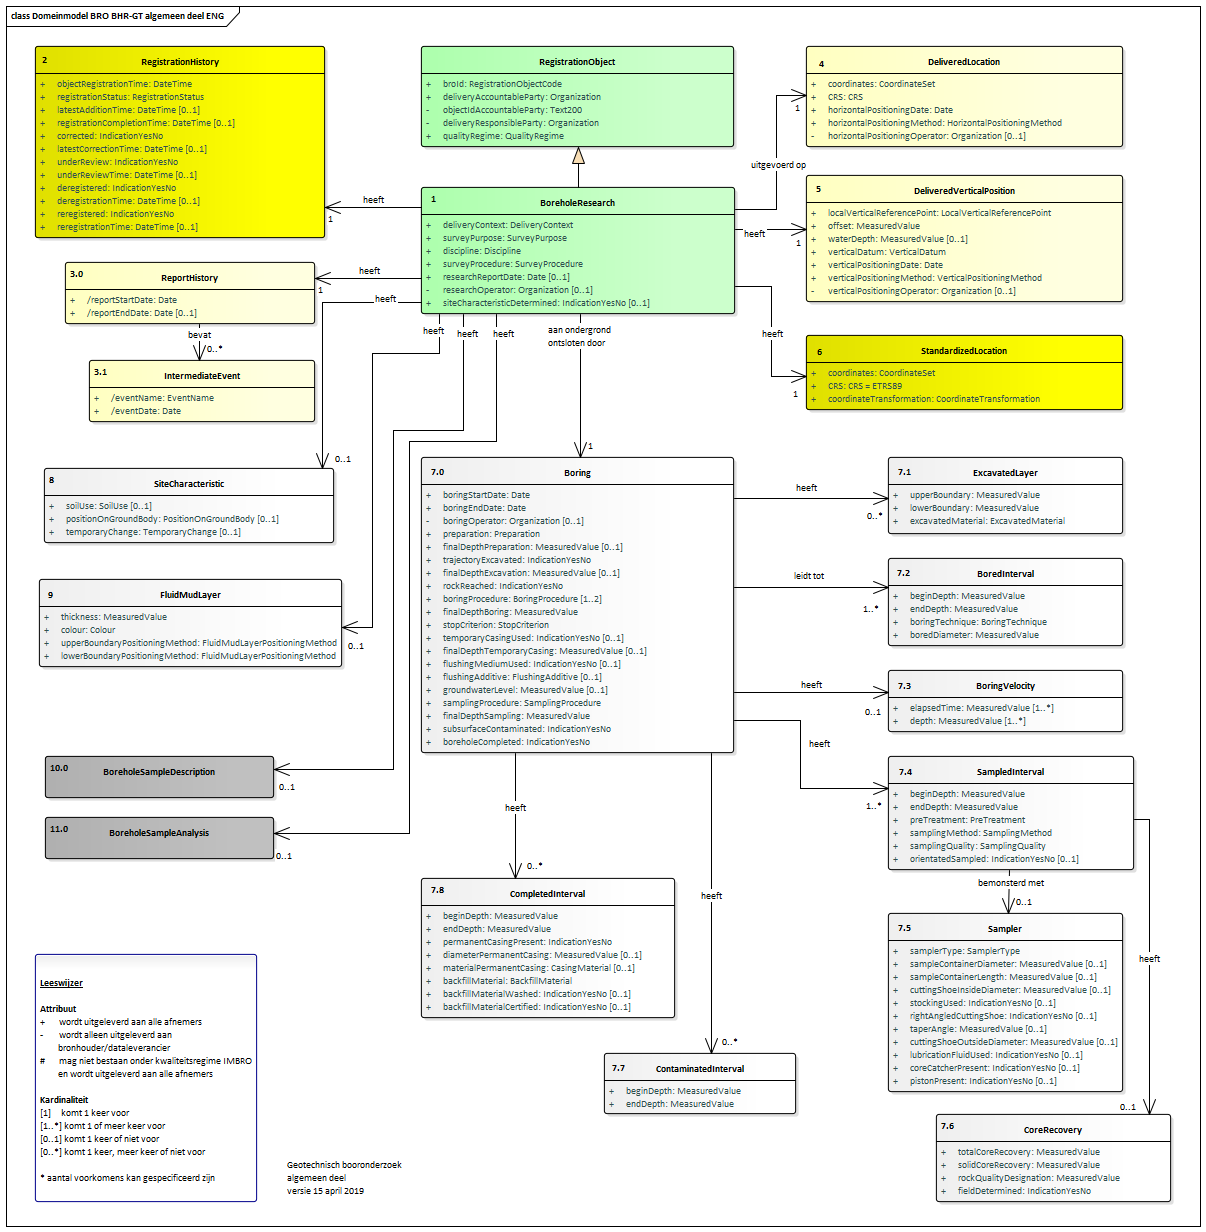 class Domeinmodel BRO BHR-GT algemeen deel ENG
2
RegistrationHistory
+ objectRegistrationTime: DateTime
+ registrationStatus: RegistrationStatus
+ latestAdditionTime: DateTime [0..1]
+ registrationCompletionTime: DateTime [0..1]
+ corrected: IndicationYesNo
+ latestCorrectionTime: DateTime [0..1]
+ underReview: IndicationYesNo
+ underReviewTime: DateTime [0..1]
+ deregistered: IndicationYesNo
+ deregistrationTime: DateTime [0..1]
+ reregistered: IndicationYesNo
+ reregistrationTime: DateTime [0..1]
RegistrationObject
+ broId: RegistrationObjectCode
+ deliveryAccountableParty: Organization
- objectIdAccountableParty: Text200
- deliveryResponsibleParty: Organization
+ qualityRegime: QualityRegime
4
DeliveredLocation
+ coordinates: CoordinateSet
+ CRS: CRS
+ horizontalPositioningDate: Date
+ horizontalPositioningMethod: HorizontalPositioningMethod
- horizontalPositioningOperator: Organization [0..1]
1
uitgevoerd op
5
DeliveredVerticalPosition
+ localVerticalReferencePoint: LocalVerticalReferencePoint
+ offset: MeasuredValue
+ waterDepth: MeasuredValue [0..1]
+ verticalDatum: VerticalDatum
+ verticalPositioningDate: Date
+ verticalPositioningMethod: VerticalPositioningMethod
- verticalPositioningOperator: Organization [0..1]
heeft
1
1
BoreholeResearch
+ deliveryContext: DeliveryContext
+ surveyPurpose: SurveyPurpose
+ discipline: Discipline
+ surveyProcedure: SurveyProcedure
+ researchReportDate: Date [0..1]
- researchOperator: Organization [0..1]
+ siteCharacteristicDetermined: IndicationYesNo [0..1]
heeft
1
3.0
ReportHistory
+ /reportStartDate: Date
+ /reportEndDate: Date [0..1]
heeft
1
heeft
bevat
0..*
3.1
IntermediateEvent
+ /eventName: EventName
+ /eventDate: Date
heeft
heeft
heeft
aan ondergrond
ontsloten door
heeft
1
6
StandardizedLocation
+ coordinates: CoordinateSet
+ CRS: CRS = ETRS89
+ coordinateTransformation: CoordinateTransformation
0..1
8
SiteCharacteristic
+ soilUse: SoilUse [0..1]
+ positionOnGroundBody: PositionOnGroundBody [0..1]
+ temporaryChange: TemporaryChange [0..1]
9
FluidMudLayer
+ thickness: MeasuredValue
+ colour: Colour
+ upperBoundaryPositioningMethod: FluidMudLayerPositioningMethod
+ lowerBoundaryPositioningMethod: FluidMudLayerPositioningMethod
0..1
1
7.0
Boring
+ boringStartDate: Date
+ boringEndDate: Date
- boringOperator: Organization [0..1]
+ preparation: Preparation
+ finalDepthPreparation: MeasuredValue [0..1]
+ trajectoryExcavated: IndicationYesNo
+ finalDepthExcavation: MeasuredValue [0..1]
+ rockReached: IndicationYesNo
+ boringProcedure: BoringProcedure [1..2]
+ finalDepthBoring: MeasuredValue
+ stopCriterion: StopCriterion
+ temporaryCasingUsed: IndicationYesNo [0..1]
+ finalDepthTemporaryCasing: MeasuredValue [0..1]
+ flushingMediumUsed: IndicationYesNo [0..1]
+ flushingAdditive: FlushingAdditive [0..1]
+ groundwaterLevel: MeasuredValue [0..1]
+ samplingProcedure: SamplingProcedure
+ finalDepthSampling: MeasuredValue
+ subsurfaceContaminated: IndicationYesNo
+ boreholeCompleted: IndicationYesNo
heeft
0..*
7.1
ExcavatedLayer
+ upperBoundary: MeasuredValue
+ lowerBoundary: MeasuredValue
+ excavatedMaterial: ExcavatedMaterial
leidt tot
1..*
7.2
BoredInterval
+ beginDepth: MeasuredValue
+ endDepth: MeasuredValue
+ boringTechnique: BoringTechnique
+ boredDiameter: MeasuredValue
heeft
0..1
7.3
BoringVelocity
+ elapsedTime: MeasuredValue [1..*]
+ depth: MeasuredValue [1..*]
heeft
1..*
7.4
SampledInterval
+ beginDepth: MeasuredValue
+ endDepth: MeasuredValue
+ preTreatment: PreTreatment
+ samplingMethod: SamplingMethod
+ samplingQuality: SamplingQuality
+ orientatedSampled: IndicationYesNo [0..1]
bemonsterd met
0..1
7.5
Sampler
+ samplerType: SamplerType
+ sampleContainerDiameter: MeasuredValue [0..1]
+ sampleContainerLength: MeasuredValue [0..1]
+ cuttingShoeInsideDiameter: MeasuredValue [0..1]
+ stockingUsed: IndicationYesNo [0..1]
+ rightAngledCuttingShoe: IndicationYesNo [0..1]
+ taperAngle: MeasuredValue [0..1]
+ cuttingShoeOutsideDiameter: MeasuredValue [0..1]
+ lubricationFluidUsed: IndicationYesNo [0..1]
+ coreCatcherPresent: IndicationYesNo [0..1]
+ pistonPresent: IndicationYesNo [0..1]
heeft
0..1
7.6
CoreRecovery
+ totalCoreRecovery: MeasuredValue
+ solidCoreRecovery: MeasuredValue
+ rockQualityDesignation: MeasuredValue
+ fieldDetermined: IndicationYesNo
10.0
BoreholeSampleDescription
0..1
11.0
BoreholeSampleAnalysis
0..1
heeft
0..*
7.8
CompletedInterval
+ beginDepth: MeasuredValue
+ endDepth: MeasuredValue
+ permanentCasingPresent: IndicationYesNo
+ diameterPermanentCasing: MeasuredValue [0..1]
+ materialPermanentCasing: CasingMaterial [0..1]
+ backfillMaterial: BackfillMaterial
+ backfillMaterialWashed: IndicationYesNo [0..1]
+ backfillMaterialCertified: IndicationYesNo [0..1]
heeft
0..*
7.7
ContaminatedInterval
+ beginDepth: MeasuredValue
+ endDepth: MeasuredValue
Leeswijzer
Attribuut
+ wordt uitgeleverd aan alle afnemers
- wordt alleen uitgeleverd aan
bronhouder/dataleverancier
# mag niet bestaan onder kwaliteitsregime IMBRO
en wordt uitgeleverd aan alle afnemers
Kardinaliteit
[1] komt 1 keer voor
[1..*] komt 1 of meer keer voor
[0..1] komt 1 keer of niet voor
[0..*] komt 1 keer, meer keer of niet voor
* aantal voorkomens kan gespecificeerd zijn
Geotechnisch booronderzoek
algemeen deel
versie 15 april 2019